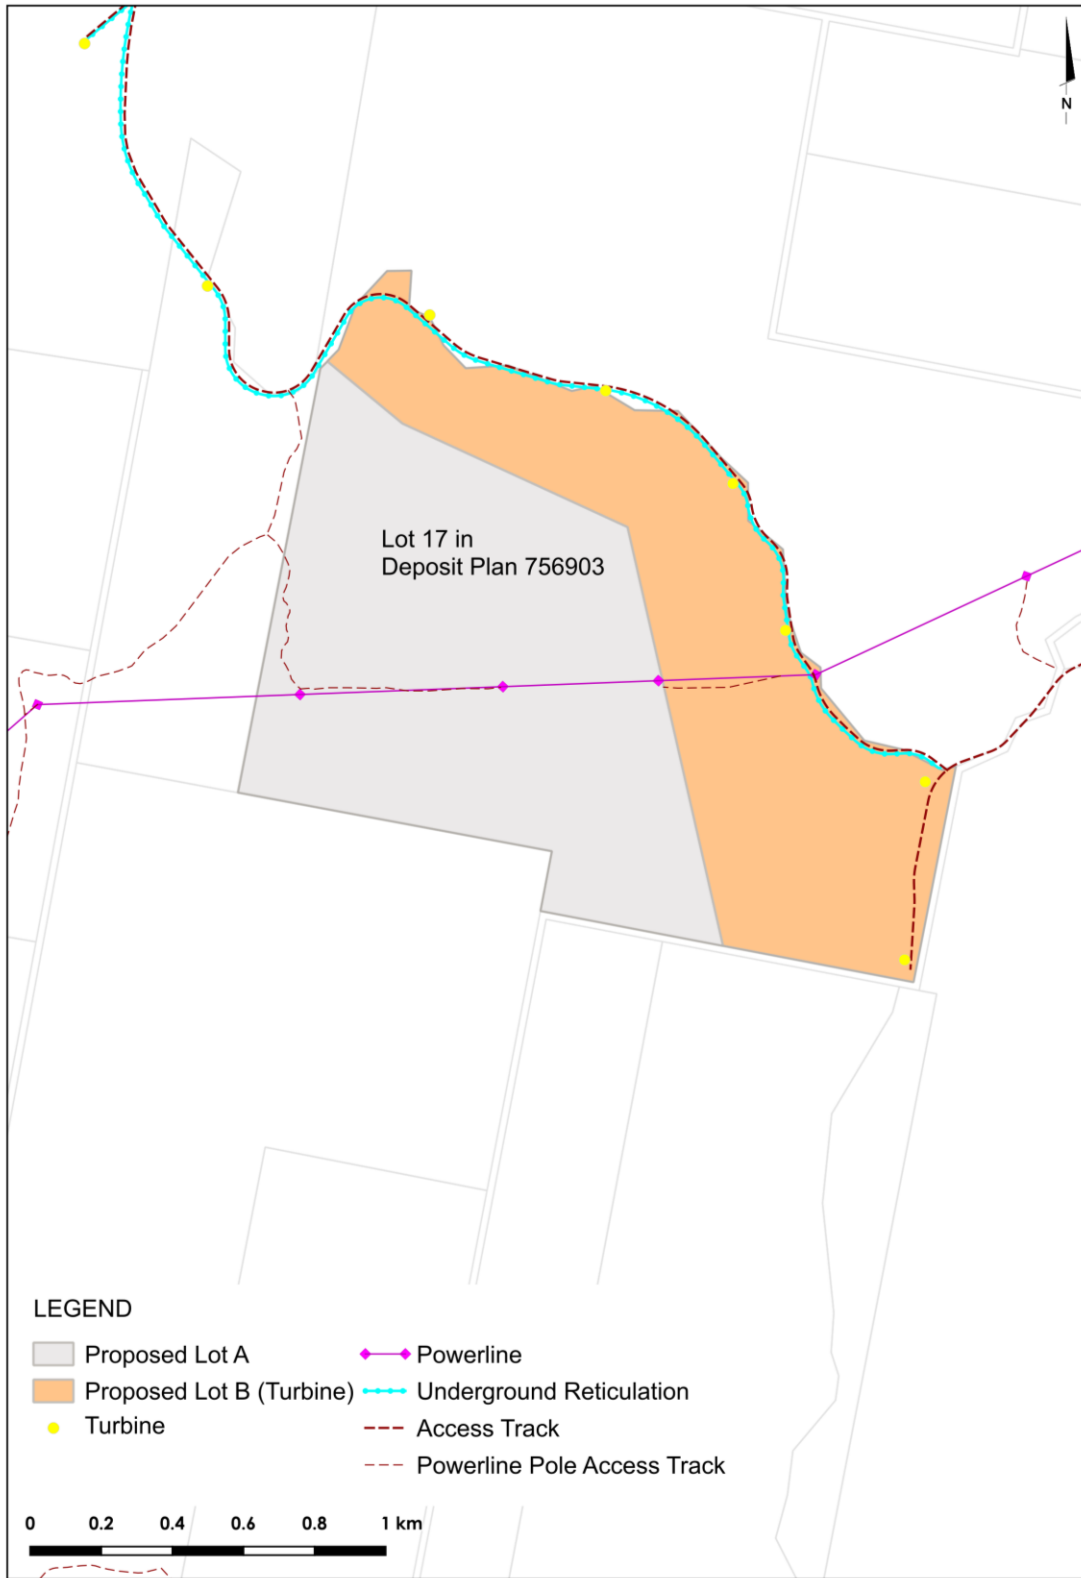 N
Lot 17 in
Deposit Plan 756903
LEGEND
Proposed Lot A
Proposed Lot B (Turbine)
Turbine
Powerline
Underground Reticulation
Access Track
Powerline Pole Access Track
0 0.2 0.4 0.6 0.8 1 km